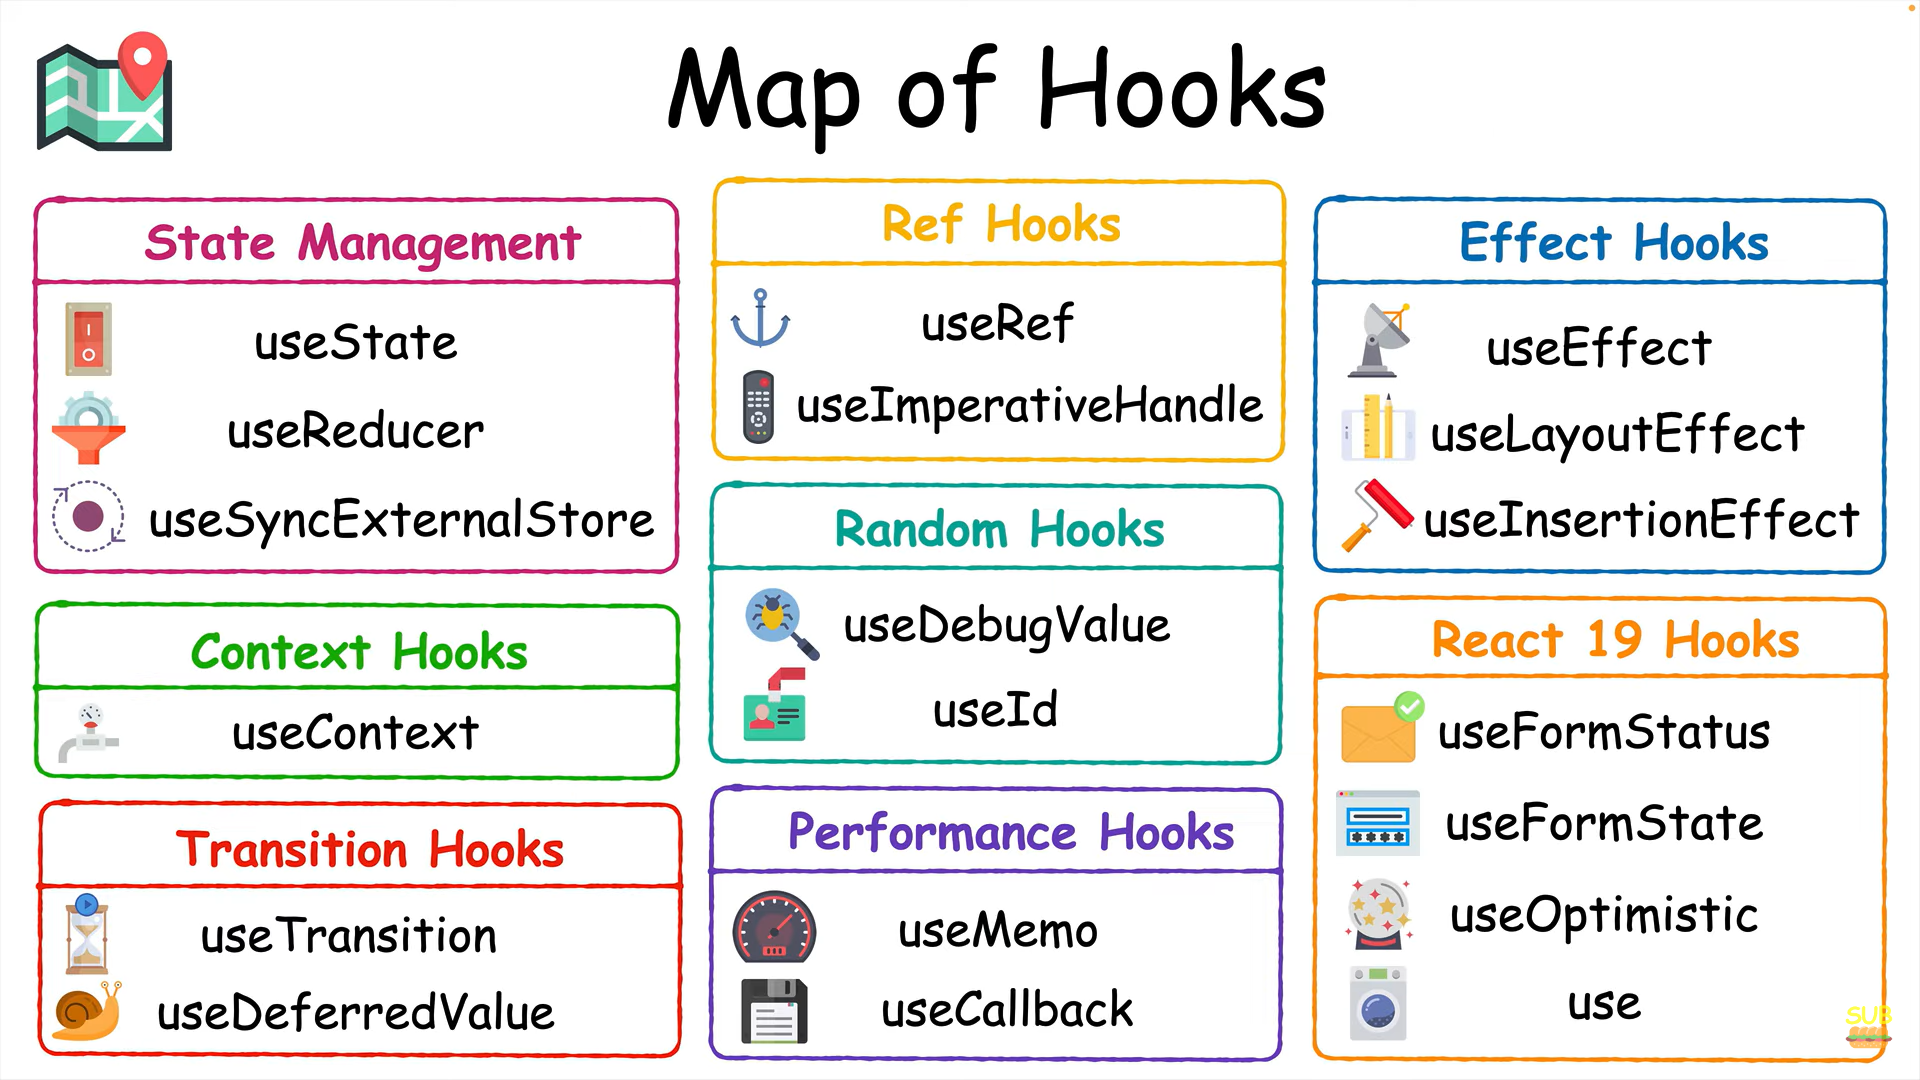 Map of Hooks
State Management
useState
useReducer
useSyncExternalStore
Context Hooks
useContext
Transition Hooks
useTransition
useDeferredValue
Ref Hooks
useRef
useImperativeHandle
Random Hooks
useDebugValue
useId
Performance Hooks
useMemo
useCallback
Effect Hooks
useEffect
useLayoutEffect
useInsertionEffect
React 19 Hooks
useFormStatus
useFormState
useOptimistic
use
SUB